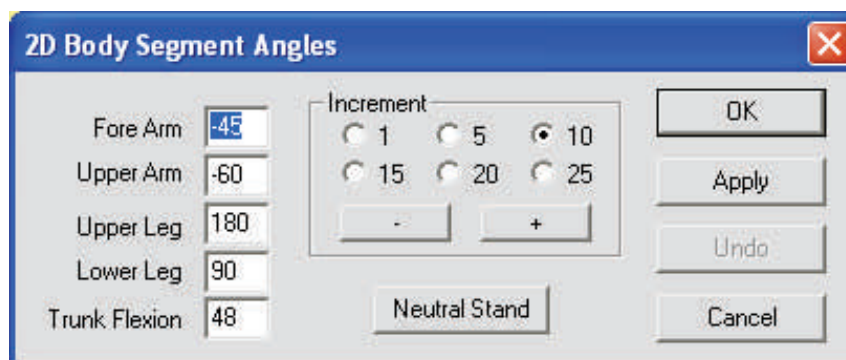 2D Body Segment Angles
Fore Arm -45
Upper Arm -60
Upper Leg 180
Lower Leg 90
Trunk Flexion 48
Increment
1 5 10
15 20 25
- +
Neutral Stand
OK
Apply
Undo
Cancel